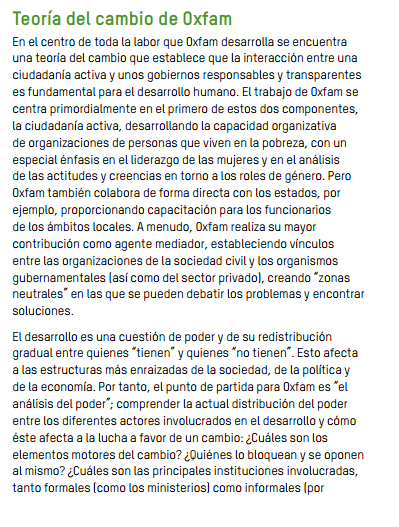 Teoría del cambio de Oxfam
En el centro de toda la labor que Oxfam desarrolla se encuentra
una teoría del cambio que establece que la interacción entre una
ciudadanía activa y unos gobiernos responsables y transparentes
es fundamental para el desarrollo humano. El trabajo de Oxfam se
centra primordialmente en el primero de estos dos componentes,
la ciudadanía activa, desarrollando la capacidad organizativa
de organizaciones de personas que viven en la pobreza, con un
especial énfasis en el liderazgo de las mujeres y en el análisis
de las actitudes y creencias en torno a los roles de género. Pero
Oxfam también colabora de forma directa con los estados, por
ejemplo, proporcionando capacitación para los funcionarios
de los ámbitos locales. A menudo, Oxfam realiza su mayor
contribución como agente mediador, estableciendo vínculos
entre las organizaciones de la sociedad civil y los organismos
gubernamentales (así como del sector privado), creando “zonas
neutrales” en las que se pueden debatir los problemas y encontrar
soluciones.
El desarrollo es una cuestión de poder y de su redistribución
gradual entre quienes “tienen” y quienes “no tienen”. Esto afecta
a las estructuras más enraizadas de la sociedad, de la política y
de la economía. Por tanto, el punto de partida para Oxfam es “el
análisis del poder”; comprender la actual distribución del poder
entre los diferentes actores involucrados en el desarrollo y cómo
éste afecta a la lucha a favor de un cambio: ¿Cuáles son los
elementos motores del cambio? ¿Quiénes lo bloquean y se oponen
al mismo? ¿Cuáles son las principales instituciones involucradas,
tanto formales (como los ministerios) como informales (por